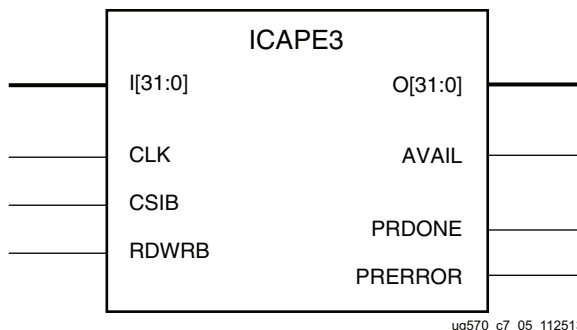 ICAPE3
I[31:0] O[31:0]
CLK AVAIL
CSIB
PRDONE
RDWRB
PRERROR